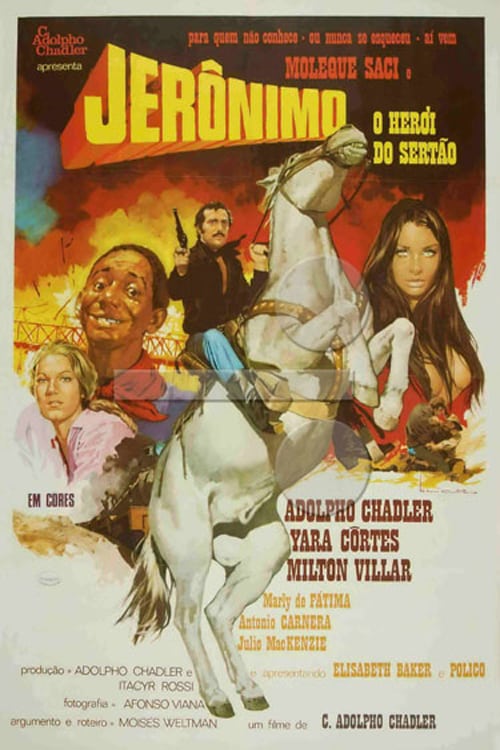 C.
Adolpho
Chadler
apresenta
para quem não conhece - ou nunca se esqueceu - aí vem
MOLEQUE SACI e
JERÔNIMO
O HERÓI
DO SERTÃO
EM CORES
ADOLPHO CHADLER
YARA CÔRTES
MILTON VILLAR
Marly de FÁTIMA
Antonio CARNERA
Julio MacKENZIE
e apresentando ELISABETH BAKER e POLICO
produção - ADOLPHO CHADLER e
ITACYR ROSSI
fotografia - AFONSO VIANA
argumento e roteiro - MOISES WELTMAN
um filme de C. ADOLPHO CHADLER